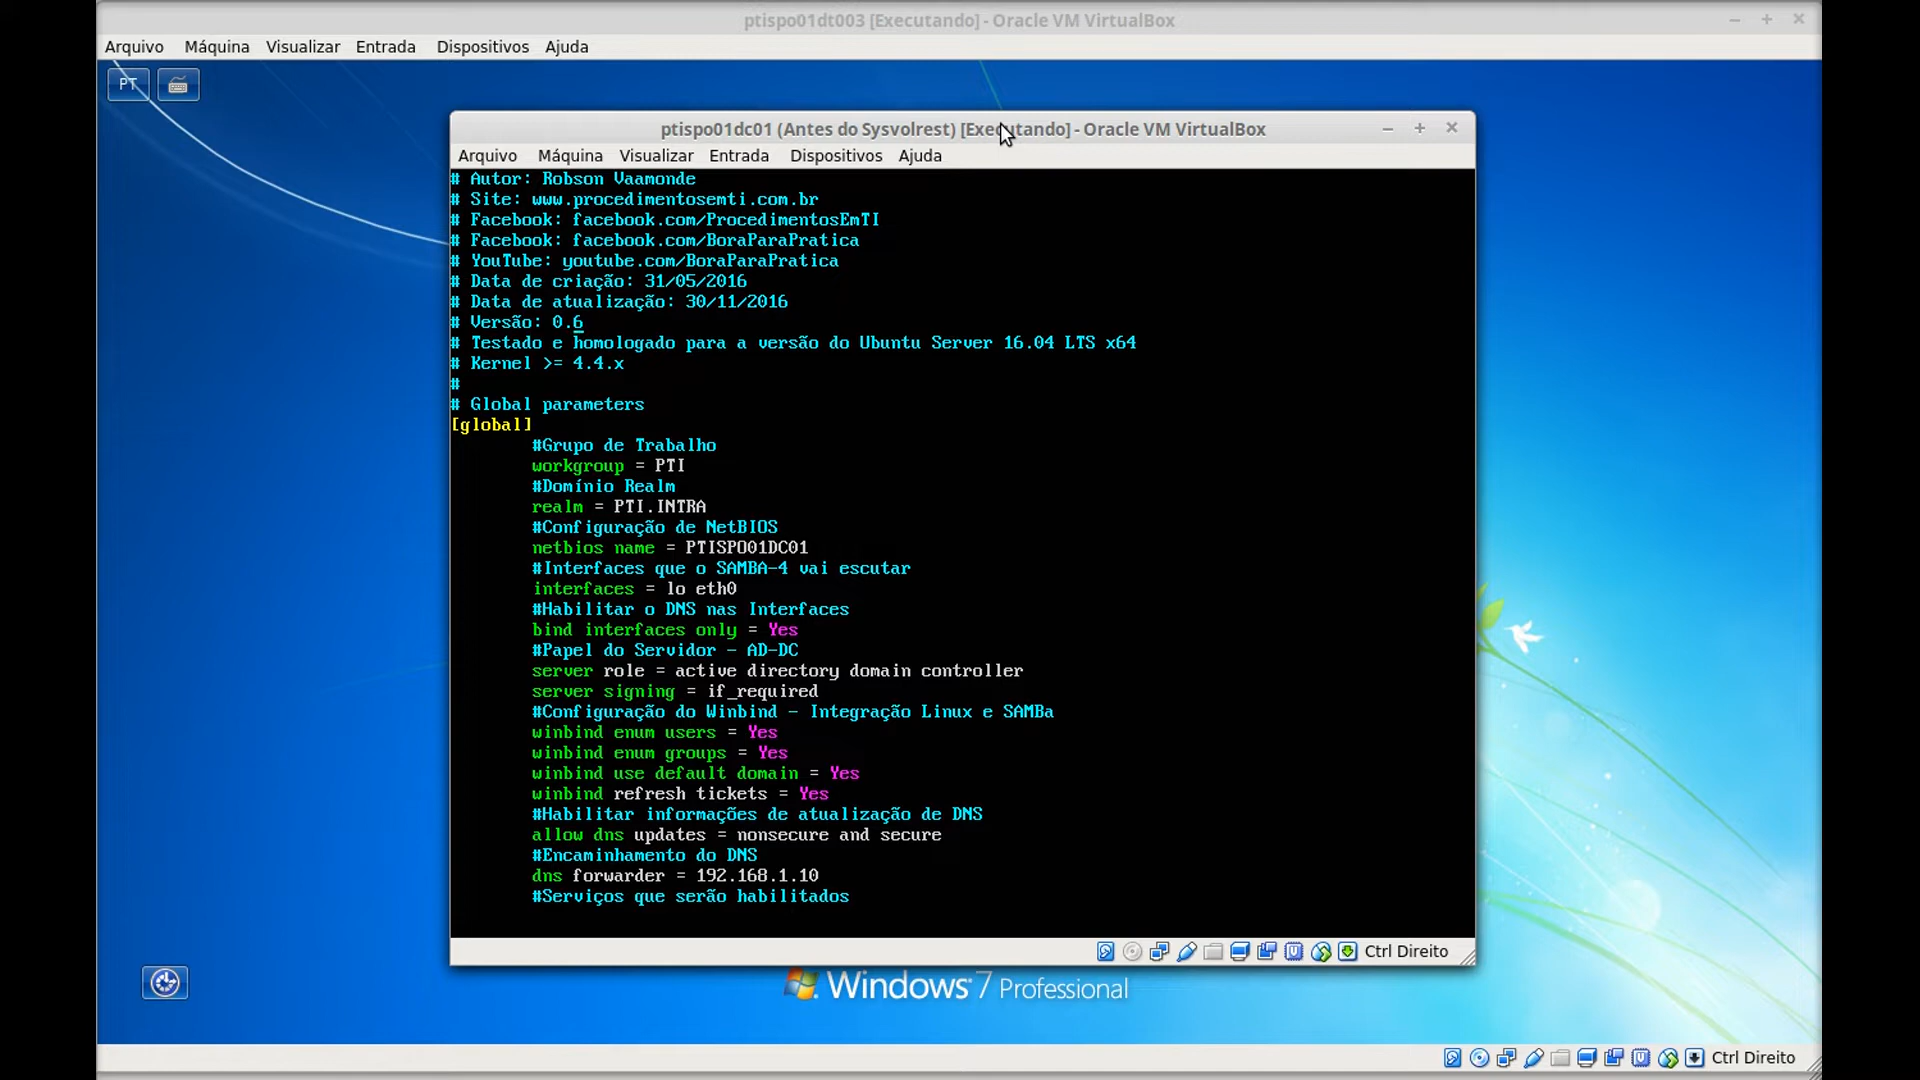 ptispo01dt003 [Executando] - Oracle VM VirtualBox
Arquivo Máquina Visualizar Entrada Dispositivos Ajuda
PT
ptispo01dc01 (Antes do Sysvolrest) [Executando] - Oracle VM VirtualBox
Arquivo Máquina Visualizar Entrada Dispositivos Ajuda
# Autor: Robson Vaamonde
# Site: www.procedimentosemti.com.br
# Facebook: facebook.com/ProcedimentosEmTI
# Facebook: facebook.com/BoraParaPratica
# YouTube: youtube.com/BoraParaPratica
# Data de criação: 31/05/2016
# Data de atualização: 30/11/2016
# Versão: 0.6
# Testado e homologado para a versão do Ubuntu Server 16.04 LTS x64
# Kernel >= 4.4.x
#
# Global parameters
[global]
#Grupo de Trabalho
workgroup = PTI
#Domínio Realm
realm = PTI.INTRA
#Configuração de NetBIOS
netbios name = PTISPO01DC01
#Interfaces que o SAMBA-4 vai escutar
interfaces = lo eth0
#Habilitar o DNS nas Interfaces
bind interfaces only = Yes
#Papel do Servidor - AD-DC
server role = active directory domain controller
server signing = if_required
#Configuração do Winbind - Integração Linux e SAMBa
winbind enum users = Yes
winbind enum groups = Yes
winbind use default domain = Yes
winbind refresh tickets = Yes
#Habilitar informações de atualização de DNS
allow dns updates = nonsecure and secure
#Encaminhamento do DNS
dns forwarder = 192.168.1.10
#Serviços que serão habilitados
Ctrl Direito
Windows 7 Professional
Ctrl Direito